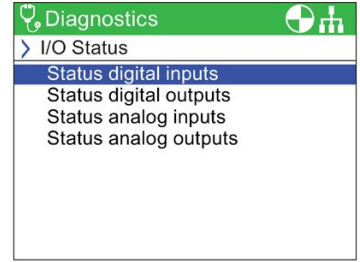 Diagnostics
I/O Status
Status digital inputs
Status digital outputs
Status analog inputs
Status analog outputs